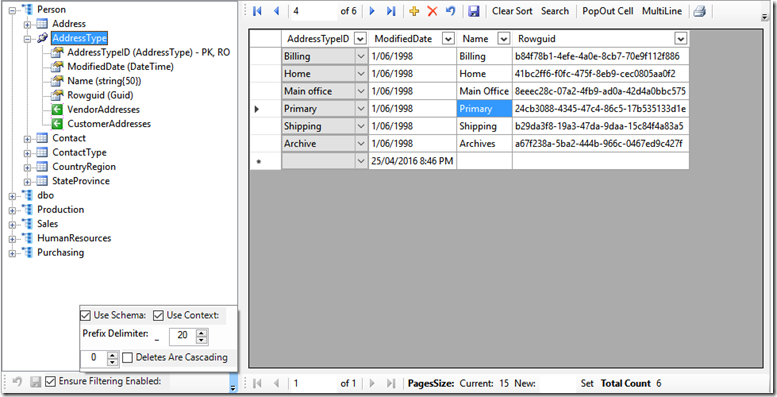 Person
Address
AddressType
AddressTypeID (AddressType) - PK, RO
ModifiedDate (DateTime)
Name (string{50})
Rowguid (Guid)
VendorAddresses
CustomerAddresses
Contact
ContactType
CountryRegion
StateProvince
dbo
Production
Sales
HumanResources
Purchasing
Use Schema: Use Context:
Prefix Delimiter: _ 20
0 Deletes Are Cascading
Ensure Filtering Enabled:
4 of 6 Clear Sort Search PopOut Cell MultiLine
AddressTypeID ModifiedDate Name Rowguid
Billing 1/06/1998 Billing b84f78b1-4efe-4a0e-8cb7-70e9f112f886
Home 1/06/1998 Home 41bc2ff6-f0fc-475f-8eb9-cec0805aa0f2
Main office 1/06/1998 Main Office 8eeec28c-07a2-4fb9-ad0a-42d4a0bbc575
Primary 1/06/1998 Primary 24cb3088-4345-47c4-86c5-17b535133d1e
Shipping 1/06/1998 Shipping b29da3f8-19a3-47da-9daa-15c84f4a83a5
Archive 1/06/1998 Archives a67f238a-5ba2-444b-966c-0467ed9c427f
25/04/2016 8:46 PM
1 of 1 PagesSize: Current: 15 New: Set Total Count 6